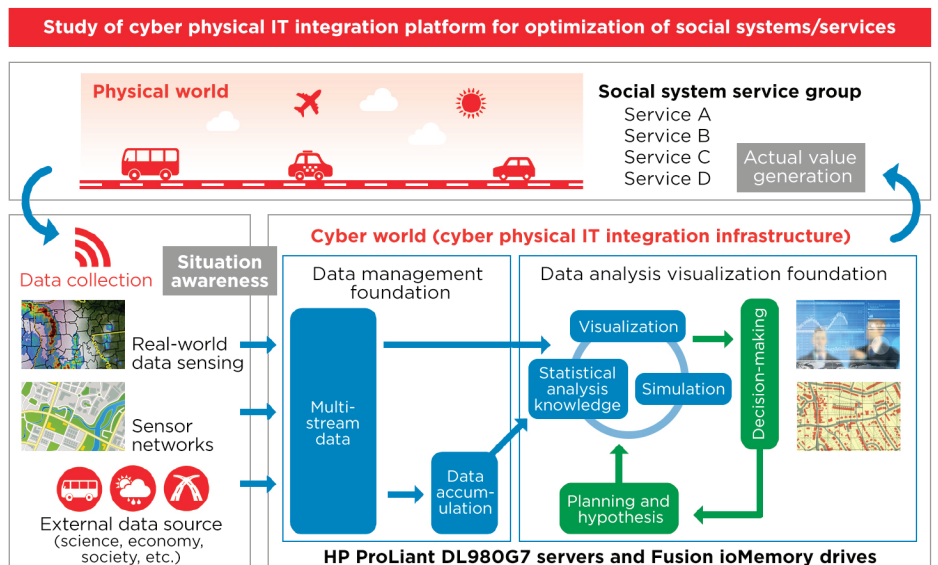 Study of cyber physical IT integration platform for optimization of social systems/services
Physical world
Social system service group
Service A
Service B
Service C
Service D
Actual value
generation
Data collection
Situation
awareness
Real-world
data sensing
Sensor
networks
External data source
(science, economy,
society, etc.)
Cyber world (cyber physical IT integration infrastructure)
Data management
foundation
Multi-
stream
data
Data
accum-
ulation
Data analysis visualization foundation
Visualization
Statistical
analysis
knowledge
Simulation
Decision-making
Planning and
hypothesis
HP ProLiant DL980G7 servers and Fusion ioMemory drives